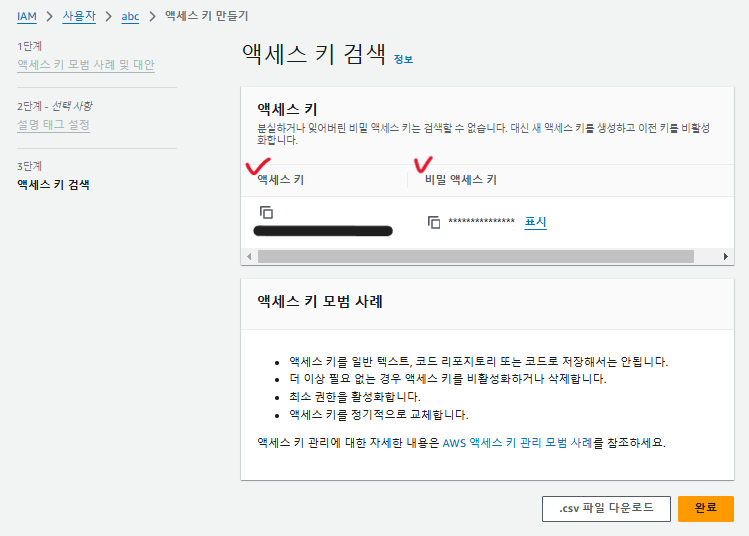 IAM > 사용자 > abc > 액세스 키 만들기
1단계
액세스 키 모범 사례 및 대안
2단계 - 선택 사항
설명 태그 설정
3단계
액세스 키 검색
액세스 키 검색 정보
액세스 키
분실하거나 잊어버린 비밀 액세스 키는 검색할 수 없습니다. 대신 새 액세스 키를 생성하고 이전 키를 비활성
화합니다.
액세스 키 비밀 액세스 키
*************** 표시
액세스 키 모범 사례
• 액세스 키를 일반 텍스트, 코드 리포지토리 또는 코드로 저장해서는 안됩니다.
• 더 이상 필요 없는 경우 액세스 키를 비활성화하거나 삭제합니다.
• 최소 권한을 활성화합니다.
• 액세스 키를 정기적으로 교체합니다.
액세스 키 관리에 대한 자세한 내용은 AWS 액세스 키 관리 모범 사례를 참조하세요.
.csv 파일 다운로드 완료